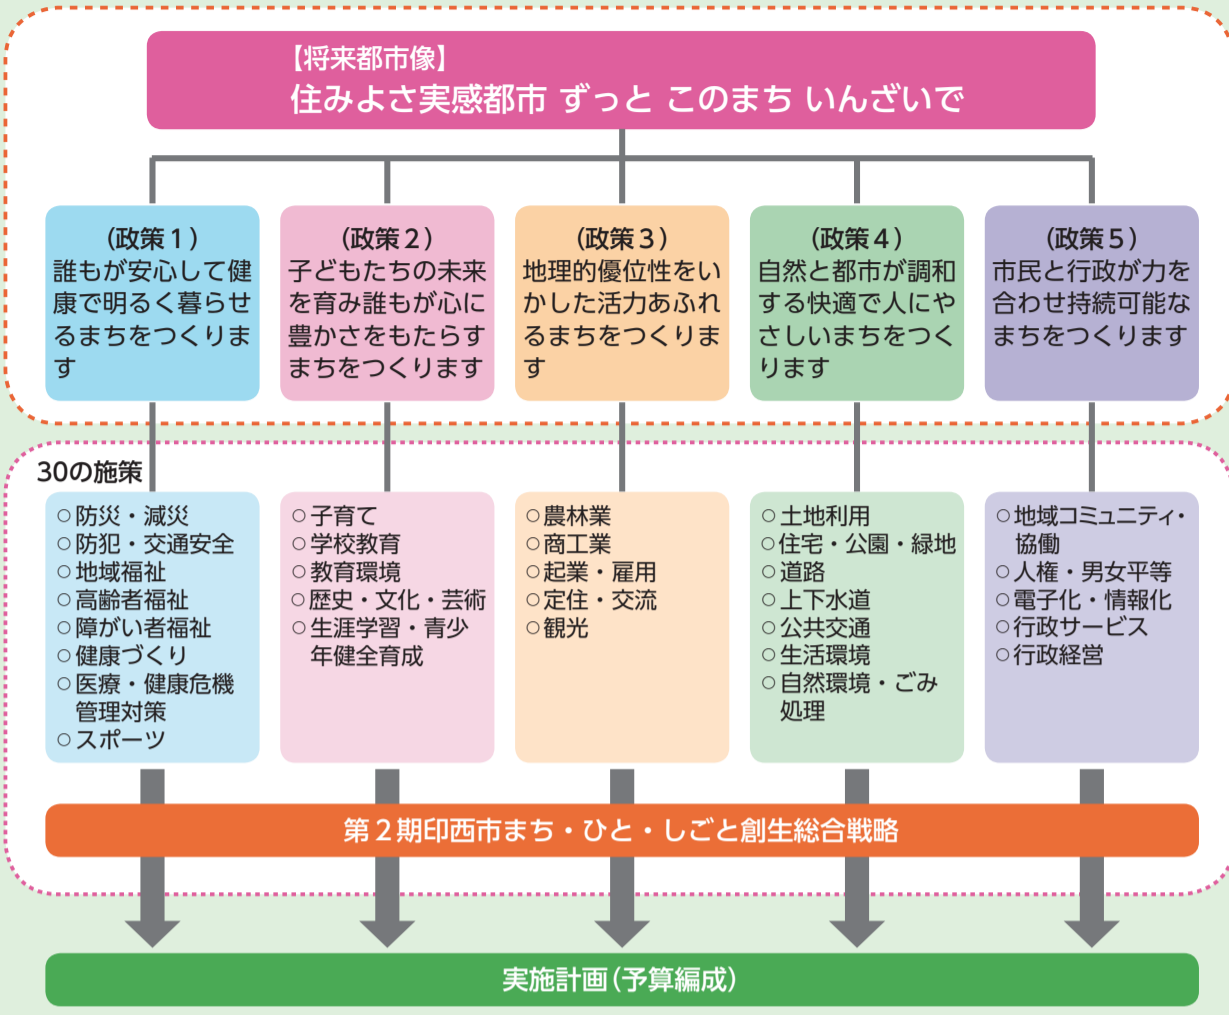 【将来都市像】
住みよさ実感都市 ずっと このまち いんざいで
(政策1)
誰もが安心して健
康で明るく暮らせ
るまちをつくりま
す
(政策2)
子どもたちの未来
を育み誰もが心に
豊かさをもたらす
まちをつくります
(政策3)
地理的優位性をい
かした活力あふれ
るまちをつくりま
す
(政策4)
自然と都市が調和
する快適で人にや
さしいまちをつく
ります
(政策5)
市民と行政が力を
合わせ持続可能な
まちをつくります
30の施策
○防災・減災
○防犯・交通安全
○地域福祉
○高齢者福祉
○障がい者福祉
○健康づくり
○医療・健康危機
管理対策
○スポーツ
○子育て
○学校教育
○教育環境
○歴史・文化・芸術
○生涯学習・青少
年健全育成
○農林業
○商工業
○起業・雇用
○定住・交流
○観光
○土地利用
○住宅・公園・緑地
○道路
○上下水道
○公共交通
○生活環境
○自然環境・ごみ
処理
○地域コミュニティ・
協働
○人権・男女平等
○電子化・情報化
○行政サービス
○行政経営
第2期印西市まち・ひと・しごと創生総合戦略
実施計画(予算編成)